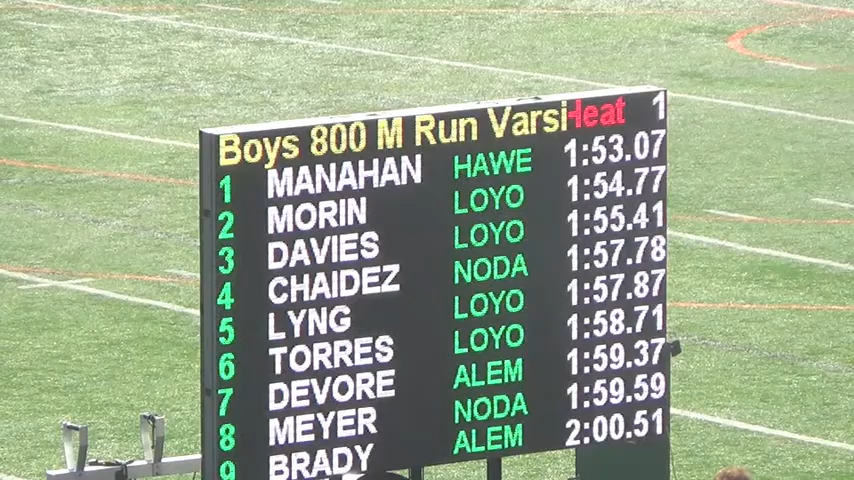 Boys 800 M Run Varsi Heat 1
1 MANAHAN HAWE 1:53.07
2 MORIN LOYO 1:54.77
3 DAVIES LOYO 1:55.41
4 CHAIDEZ NODA 1:57.78
5 LYNG LOYO 1:57.87
6 TORRES LOYO 1:58.71
7 DEVORE ALEM 1:59.37
8 MEYER NODA 1:59.59
9 BRADY ALEM 2:00.51